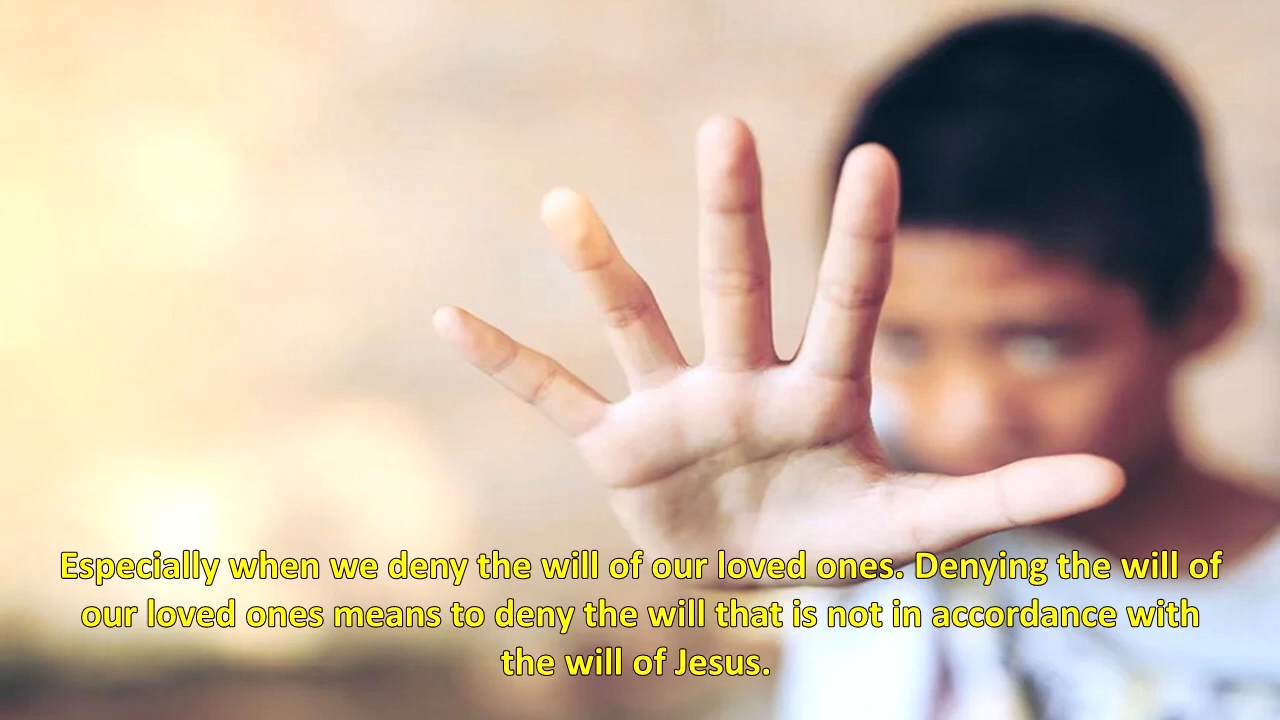 Especially when we deny the will of our loved ones. Denying the will of
our loved ones means to deny the will that is not in accordance with
the will of Jesus.